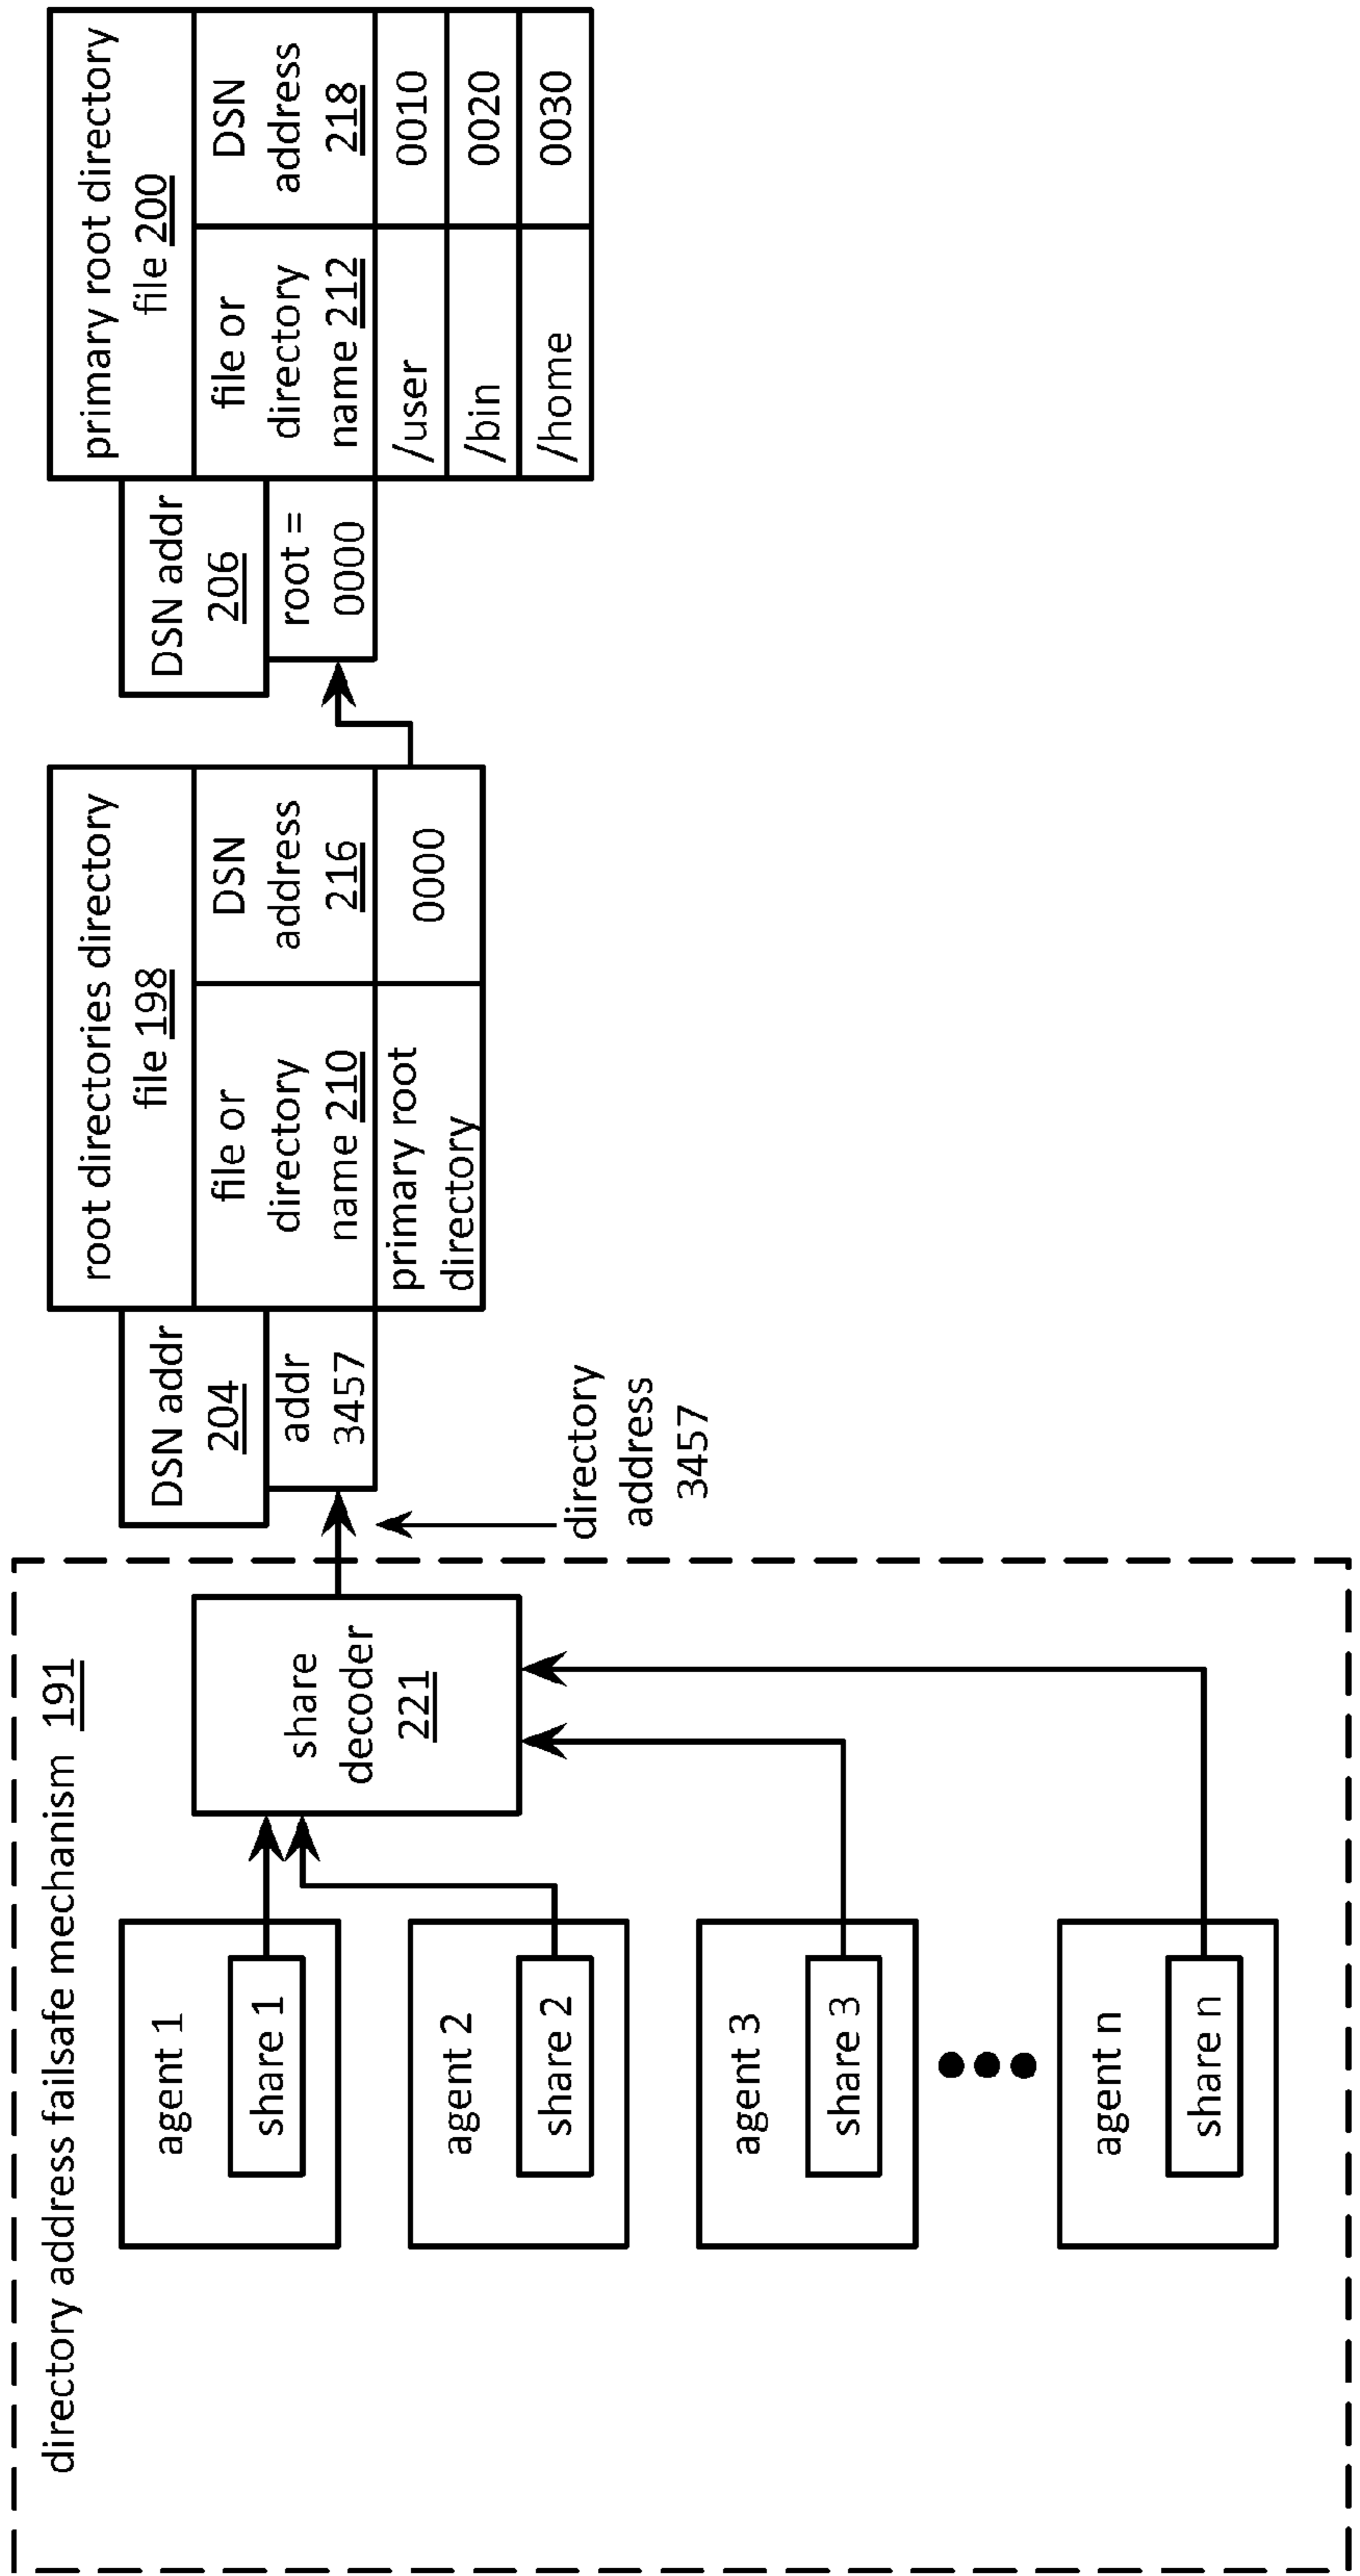 directory address failsafe mechanism 191
agent 1
share 1
agent 2
share 2
agent 3
share 3
agent n
share n
share
decoder
221
directory
address
3457
DSN addr
204
addr
3457
root directories directory
file 198
file or
directory
name 210
DSN
address
216
primary root
directory
0000
DSN addr
206
root =
0000
primary root directory
file 200
file or
directory
name 212
DSN
address
218
/user
0010
/bin
0020
/home
0030